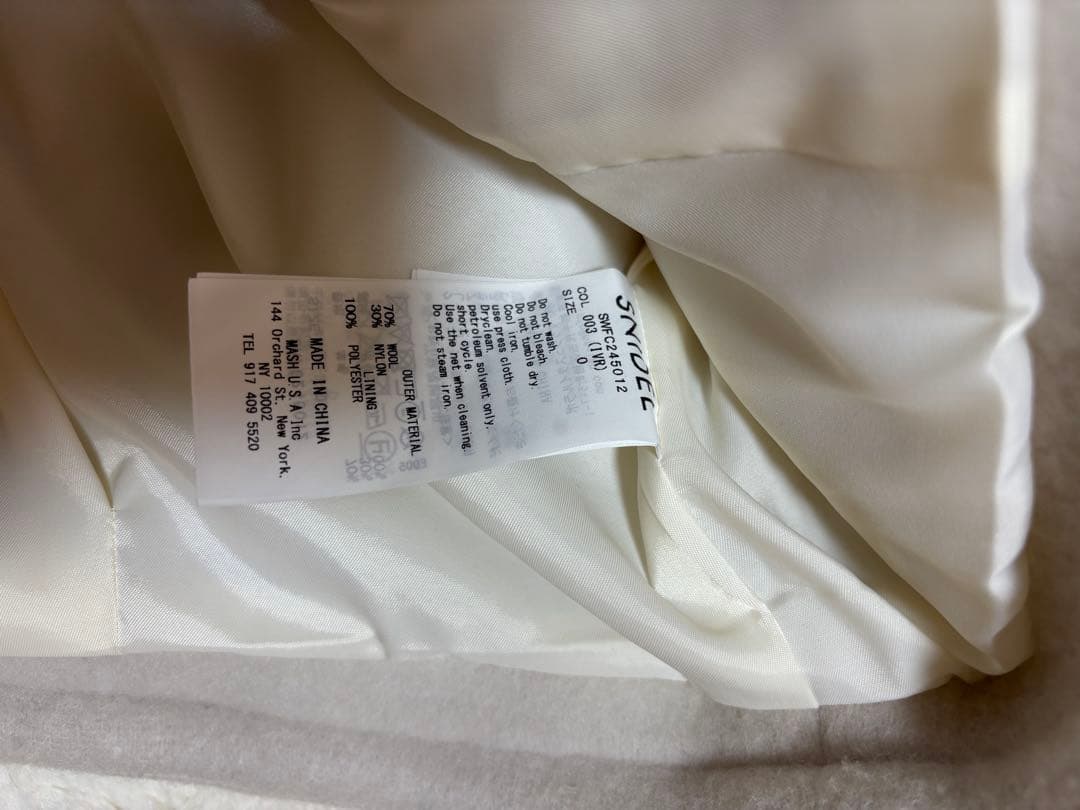 SNIDEL
SWFC245012
COL 003 (IVR)
SIZE 0
Do not wash.
Do not bleach.
Do not tumble dry.
Cool iron.
use press cloth.
Dryclean.
petroleum solvent only.
short cycle.
Use the net when cleaning.
Do not steam iron.
OUTER MATERIAL
70% WOOL
30% NYLON
LINING
100% POLYESTER
MADE IN CHINA
MASH U.S.A Inc
144 Orchard St. New York,
NY 10002
TEL 917 409 5520